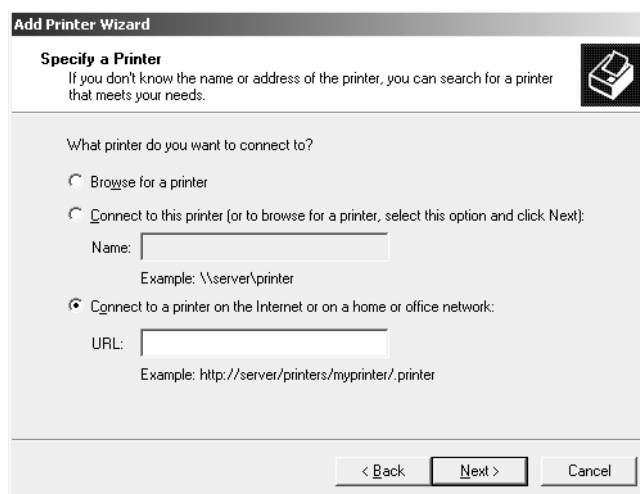 Add Printer Wizard
Specify a Printer
If you don't know the name or address of the printer, you can search for a printer
that meets your needs.
What printer do you want to connect to?
Browse for a printer
Connect to this printer (or to browse for a printer, select this option and click Next):
Name:
Example: \\server\printer
Connect to a printer on the Internet or on a home or office network:
URL:
Example: http://server/printers/myprinter/.printer
< Back Next > Cancel